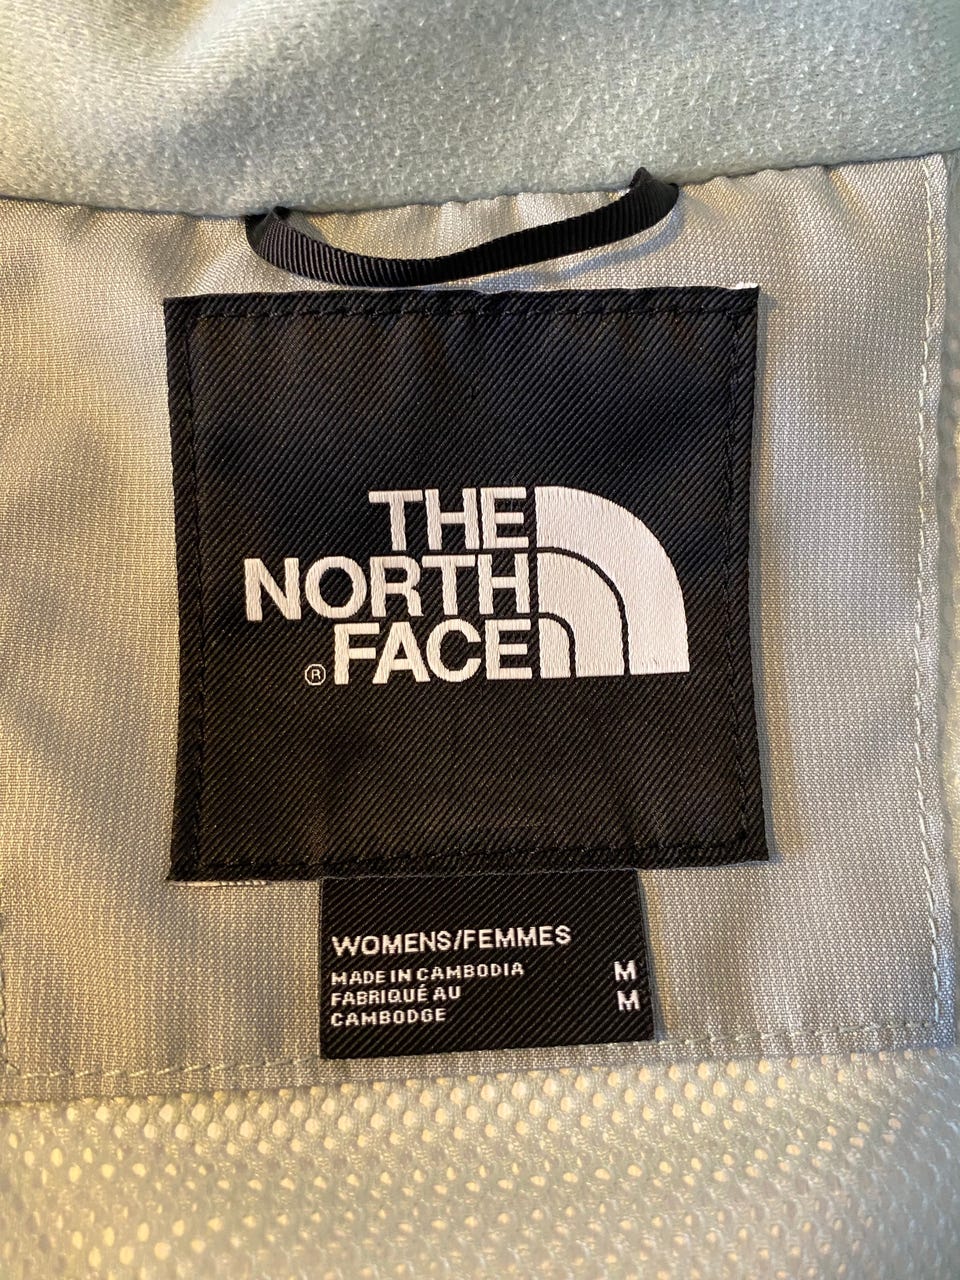 THE
NORTH
® FACE
WOMENS/FEMMES
MADE IN CAMBODIA M
FABRIQUÉ AU M
CAMBODGE